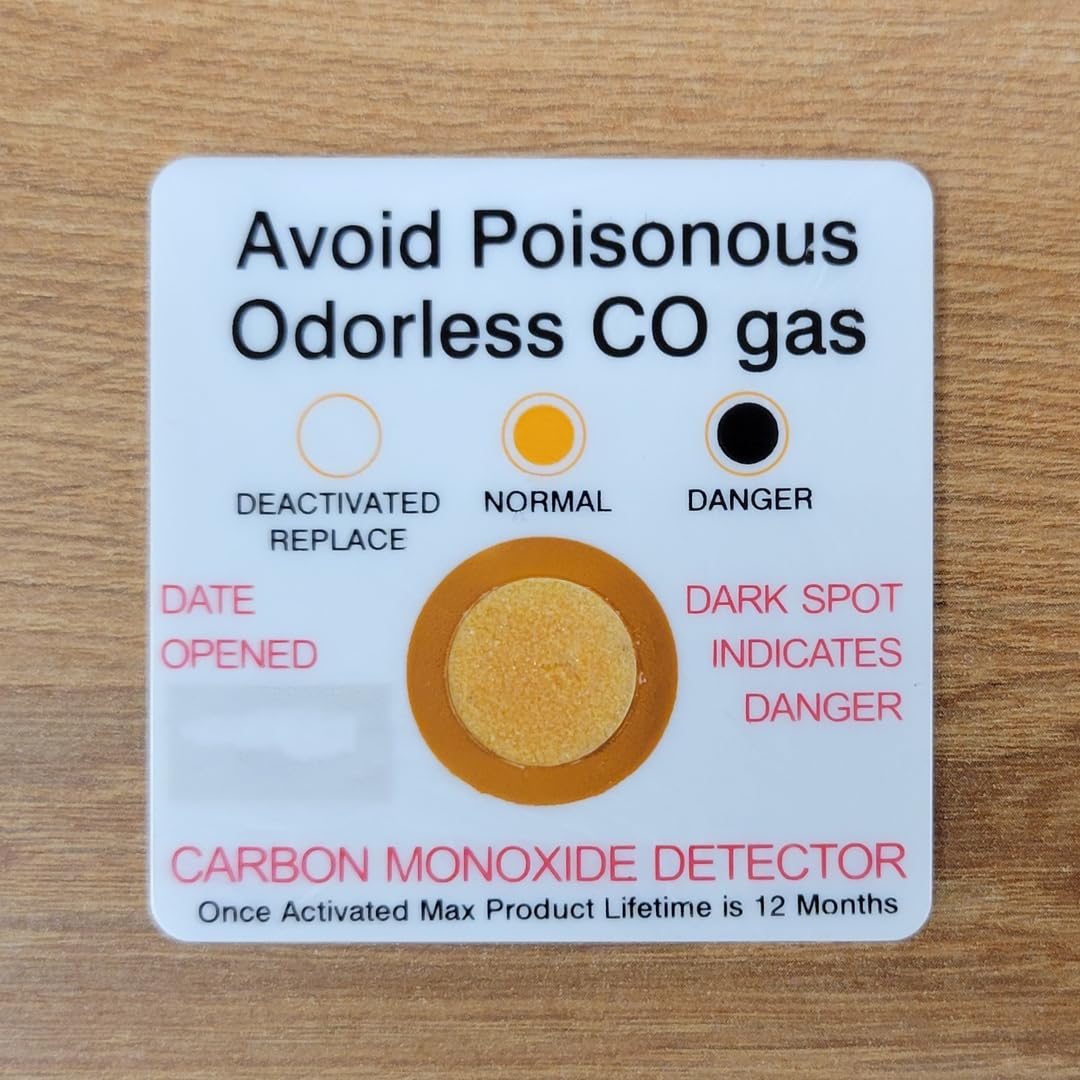 Avoid Poisonous
Odorless CO gas
DEACTIVATED
REPLACE
NORMAL
DANGER
DATE
OPENED
DARK SPOT
INDICATES
DANGER
CARBON MONOXIDE DETECTOR
Once Activated Max Product Lifetime is 12 Months